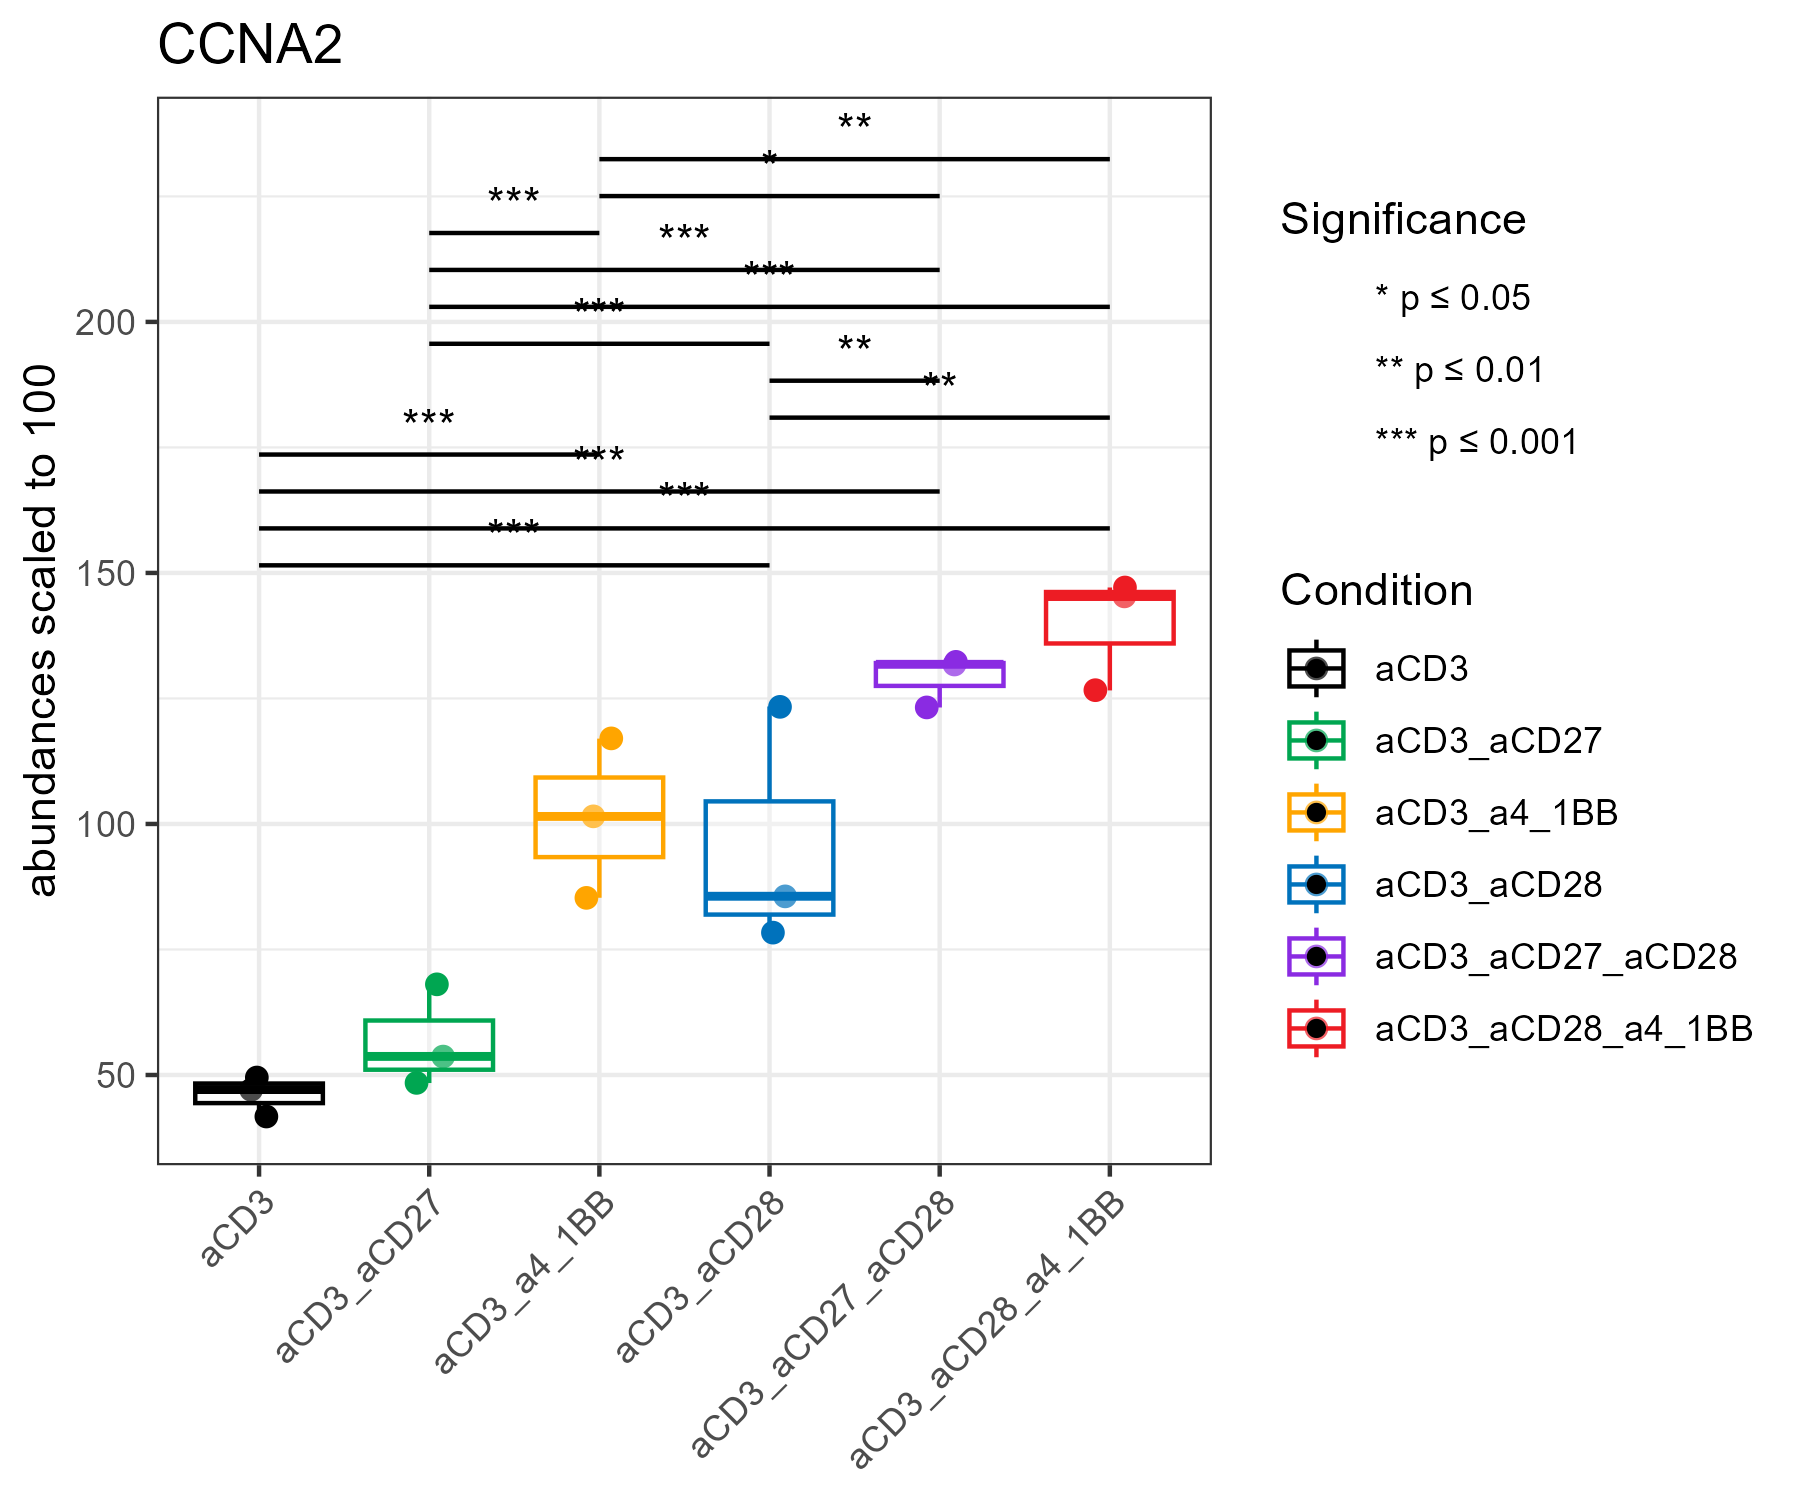 CCNA2
**
*
***
***
***
***
**
**
***
***
***
***
abundances scaled to 100
200
150
100
50
aCD3
aCD3_aCD27
aCD3_a4_1BB
aCD3_aCD28
aCD3_aCD27_aCD28
aCD3_aCD28_a4_1BB
Significance
* p ≤ 0.05
** p ≤ 0.01
*** p ≤ 0.001
Condition
aCD3
aCD3_aCD27
aCD3_a4_1BB
aCD3_aCD28
aCD3_aCD27_aCD28
aCD3_aCD28_a4_1BB